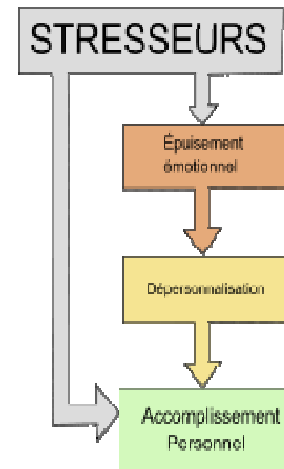 STRESSEURS
Épuisement
émotionnel
Dépersonnalisation
Accomplissement
Personnel